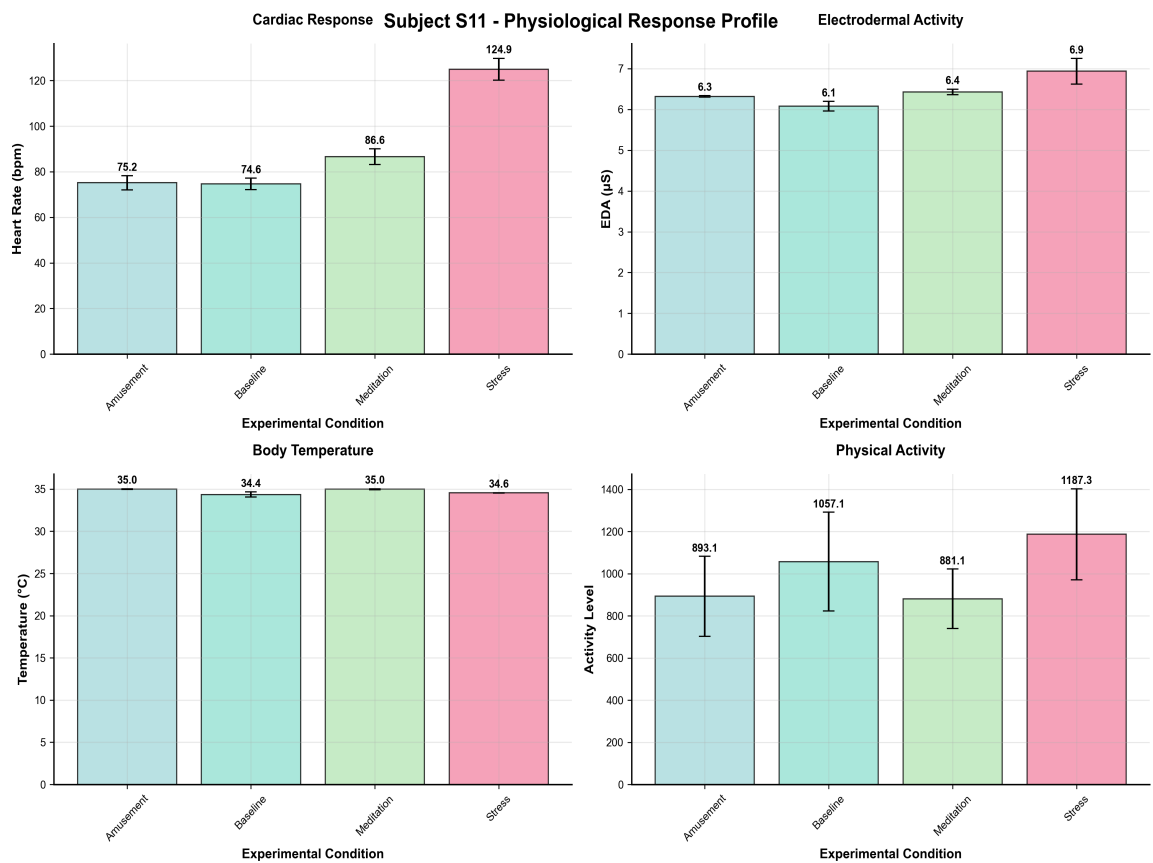 Subject S11 - Physiological Response Profile
Cardiac Response
124.9
120
100
86.6
80
75.2
74.6
60
40
20
0
Heart Rate (bpm)
Amusement
Baseline
Meditation
Stress
Experimental Condition
Electrodermal Activity
6.9
7
6.3
6.1
6.4
6
5
4
3
2
1
0
EDA (µS)
Amusement
Baseline
Meditation
Stress
Experimental Condition
Body Temperature
35.0
34.4
35.0
34.6
35
30
25
20
15
10
5
0
Temperature (°C)
Amusement
Baseline
Meditation
Stress
Experimental Condition
Physical Activity
1187.3
1400
1057.1
1200
893.1
881.1
1000
800
600
400
200
0
Activity Level
Amusement
Baseline
Meditation
Stress
Experimental Condition